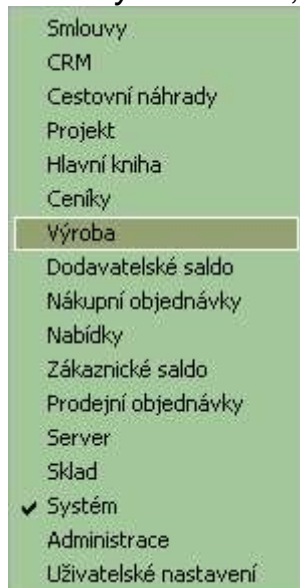 Smlouvy
CRM
Cestovní náhrady
Projekt
Hlavní kniha
Ceníky
Výroba
Dodavatelské saldo
Nákupní objednávky
Nabídky
Zákaznické saldo
Prodejní objednávky
Server
Sklad
Systém
Administrace
Uživatelské nastavení